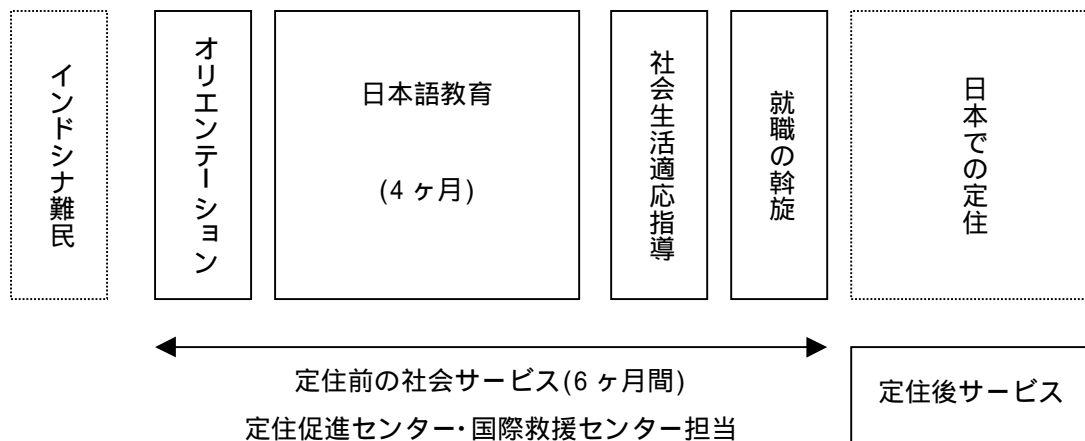 インドシナ難民
オリエンテーション
日本語教育
(4 ヶ月)
社会生活適応指導
就職の斡旋
日本での定住
定住前の社会サービス(6 ヶ月間)
定住促進センター・国際救援センター担当
定住後サービス